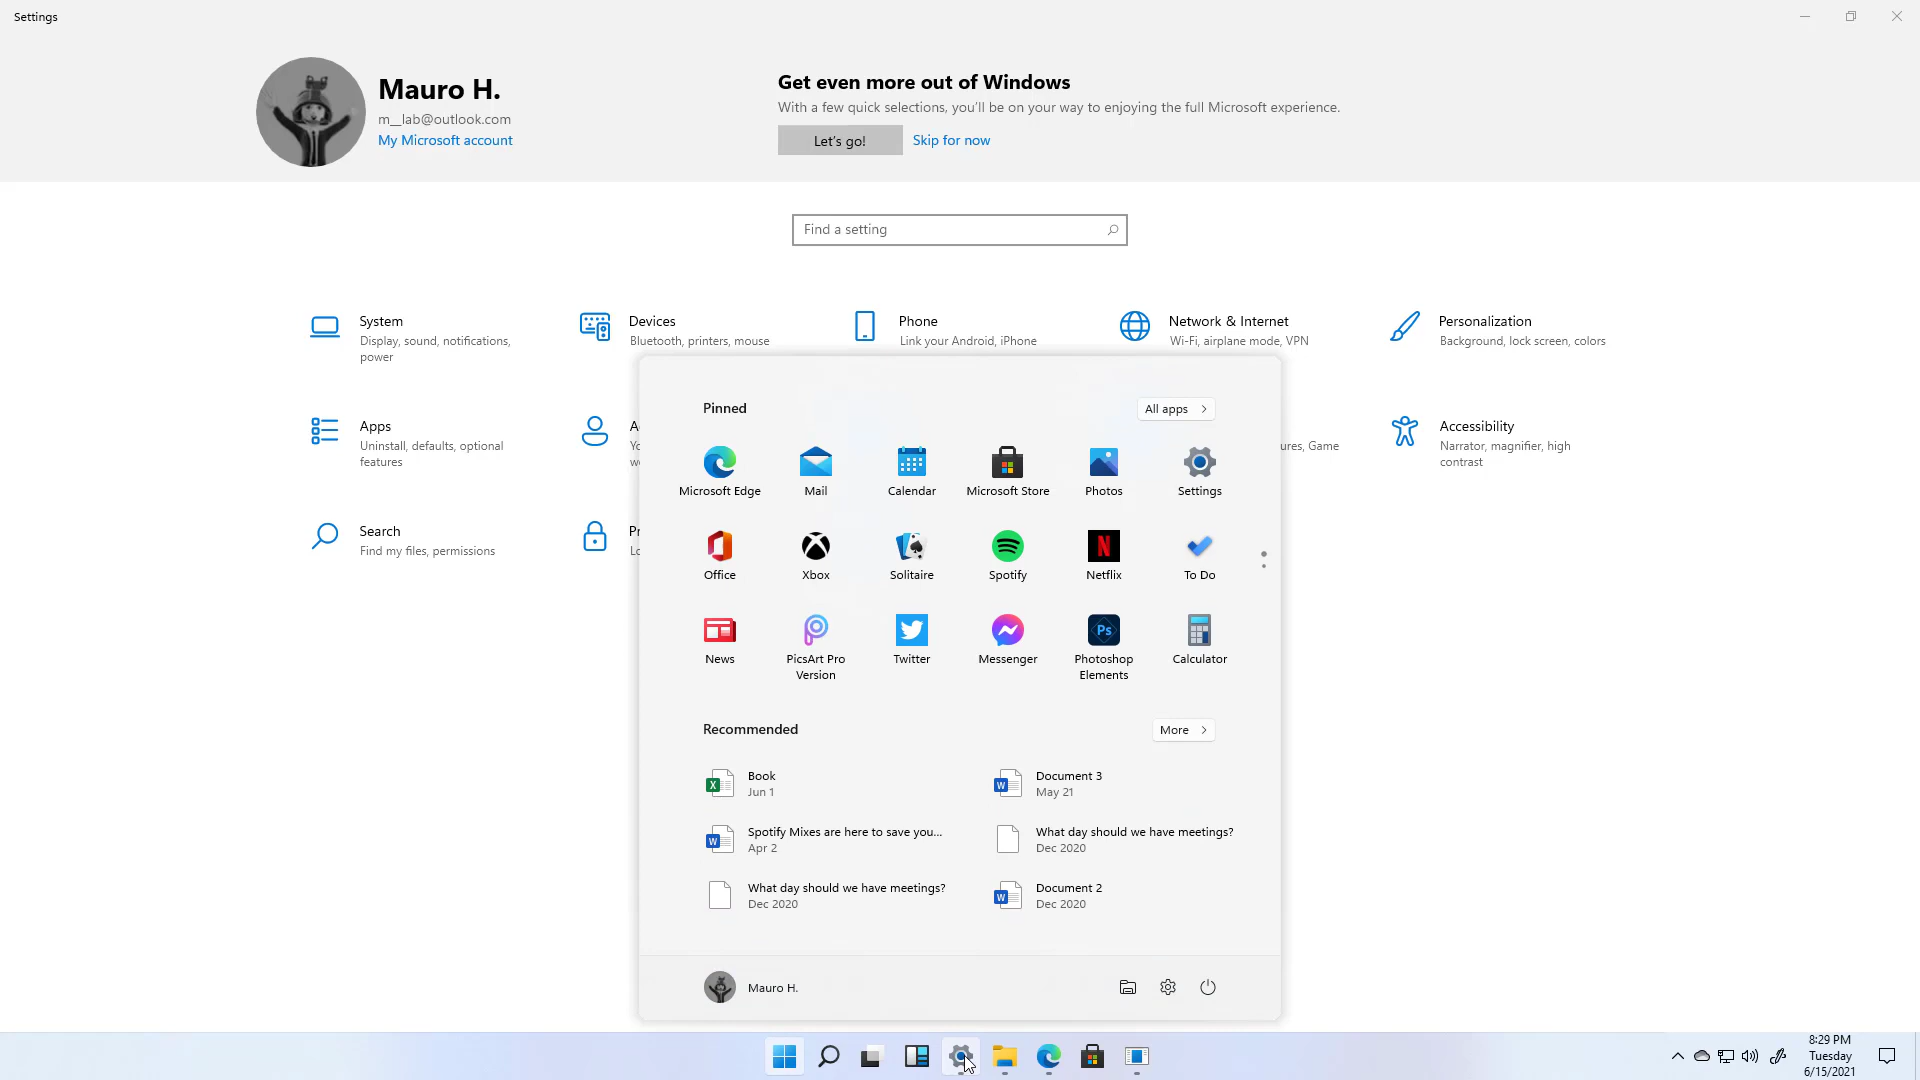 Settings
Mauro H.
m__lab@outlook.com
My Microsoft account
Get even more out of Windows
With a few quick selections, you'll be on your way to enjoying the full Microsoft experience.
Let's go!
Skip for now
Find a setting
System
Display, sound, notifications,
power
Devices
Bluetooth, printers, mouse
Phone
Link your Android, iPhone
Network & Internet
Wi-Fi, airplane mode, VPN
Personalization
Background, lock screen, colors
Apps
Uninstall, defaults, optional
features
ures, Game
Accessibility
Narrator, magnifier, high
contrast
Search
Find my files, permissions
Pinned
All apps
Microsoft Edge
Mail
Calendar
Microsoft Store
Photos
Settings
Office
Xbox
Solitaire
Spotify
Netflix
To Do
News
PicsArt Pro
Version
Twitter
Messenger
Ps
Photoshop
Elements
Calculator
Recommended
More
Book
Jun 1
Document 3
May 21
Spotify Mixes are here to save you...
Apr 2
What day should we have meetings?
Dec 2020
What day should we have meetings?
Dec 2020
Document 2
Dec 2020
Mauro H.
8:29 PM
Tuesday
6/15/2021